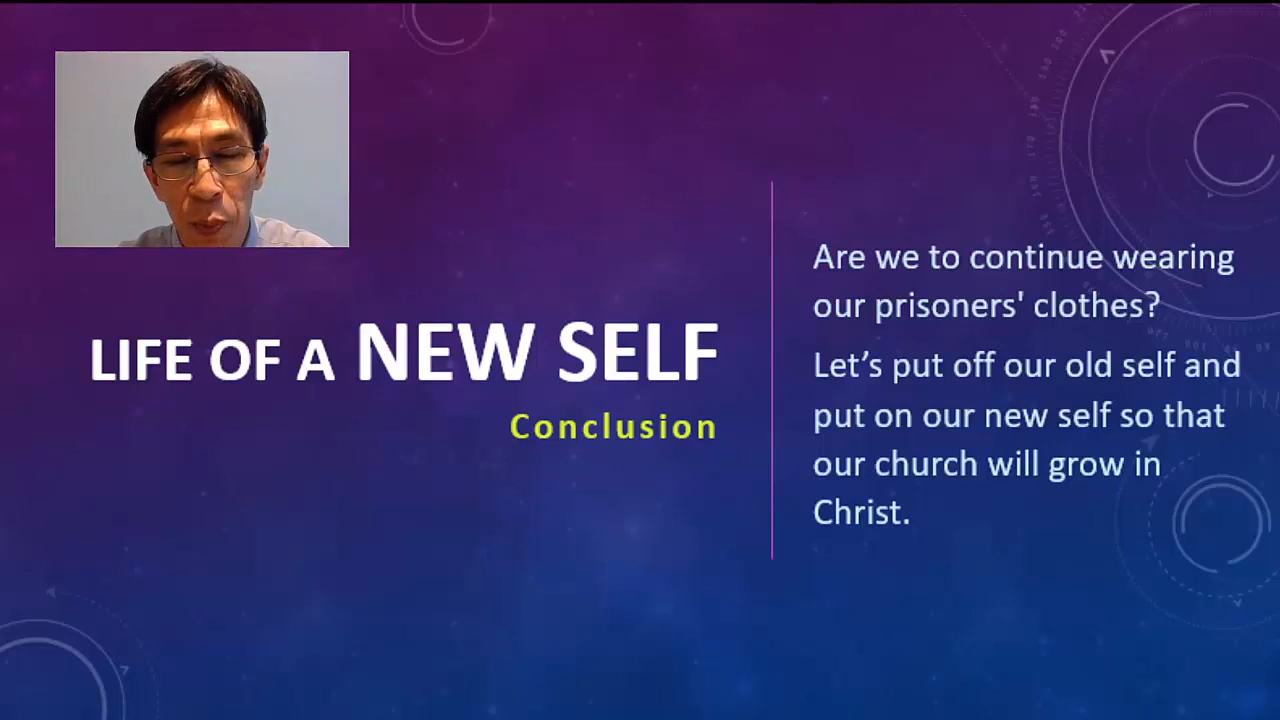 LIFE OF A NEW SELF
Conclusion
Are we to continue wearing
our prisoners' clothes?
Let’s put off our old self and
put on our new self so that
our church will grow in
Christ.